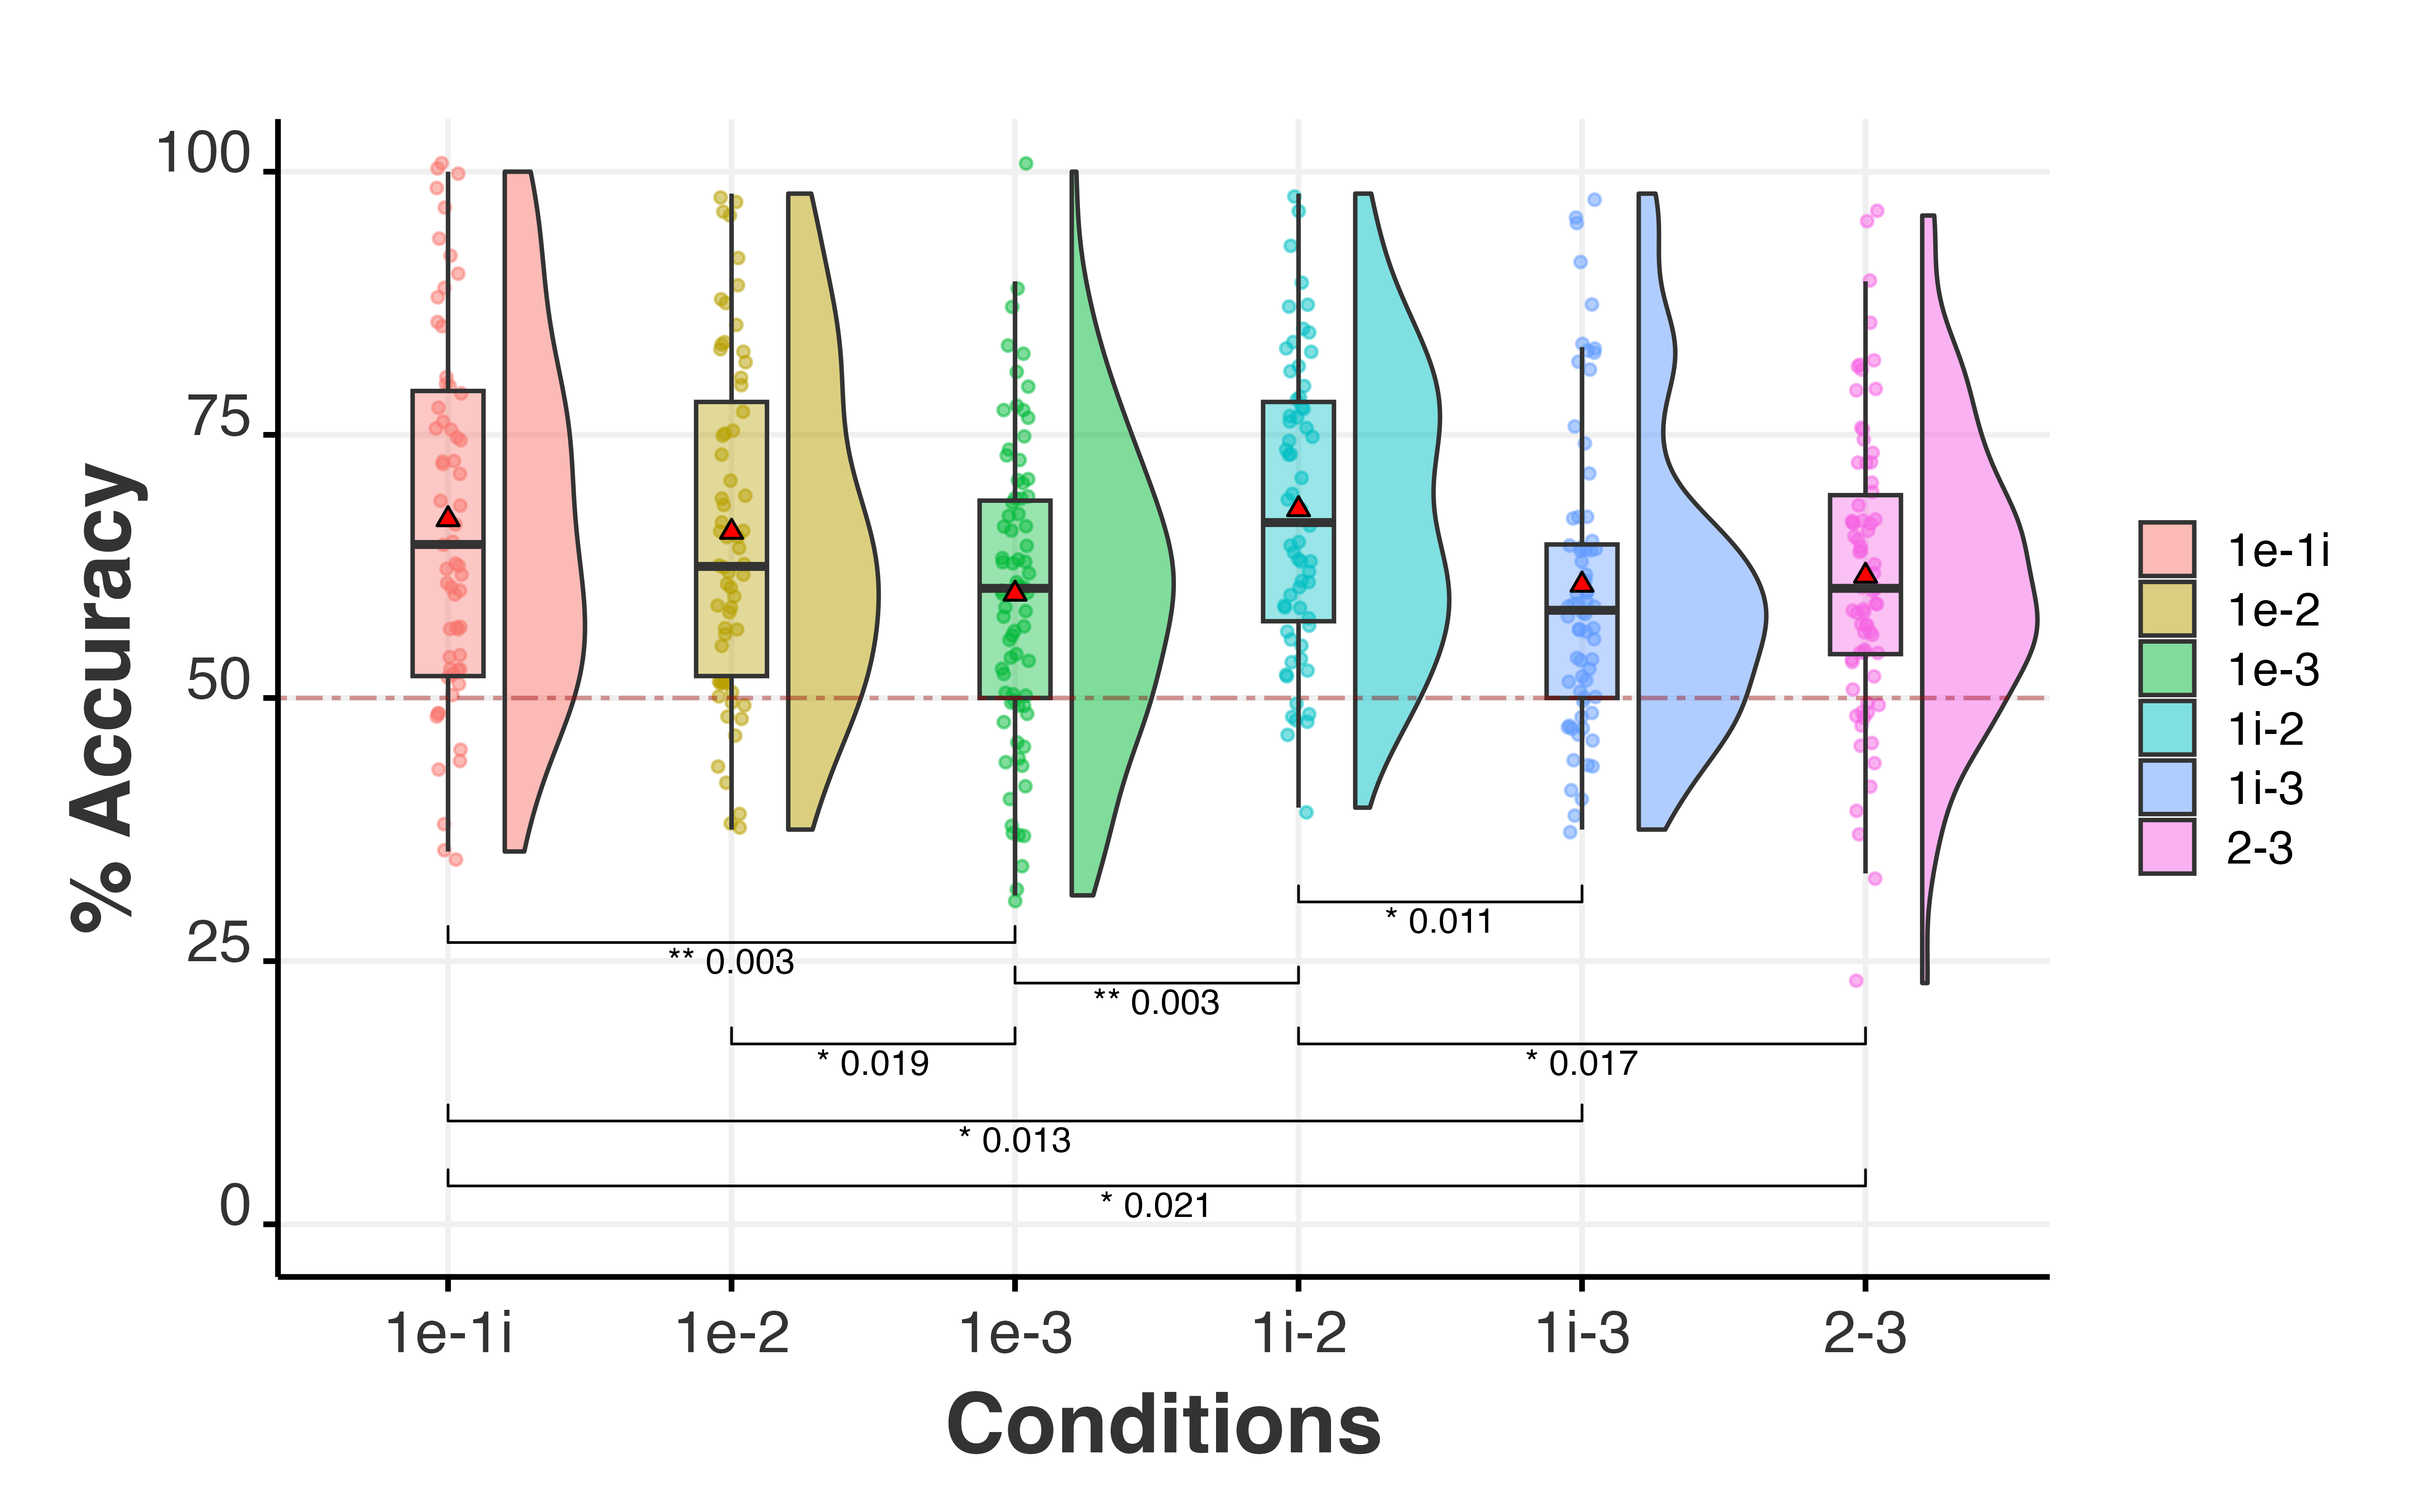 100
75
50
25
0
% Accuracy
* 0.011
** 0.003
** 0.003
* 0.019
* 0.017
* 0.013
* 0.021
1e-1i
1e-2
1e-3
1i-2
1i-3
2-3
Conditions
1e-1i
1e-2
1e-3
1i-2
1i-3
2-3